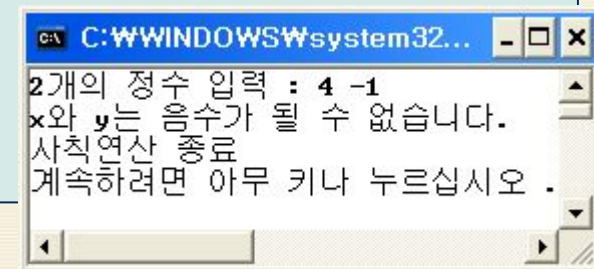 C:\WINDOWS\system32...
2개의 정수 입력 : 4 -1
x와 y는 음수가 될 수 없습니다.
사칙연산 종료
계속하려면 아무 키나 누르십시오 .